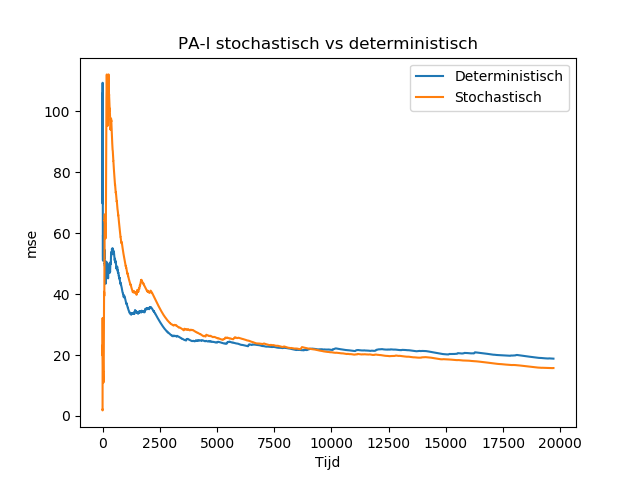 PA-I stochastisch vs deterministisch
Deterministisch
Stochastisch
100
80
60
40
20
0
mse
0 2500 5000 7500 10000 12500 15000 17500 20000
Tijd